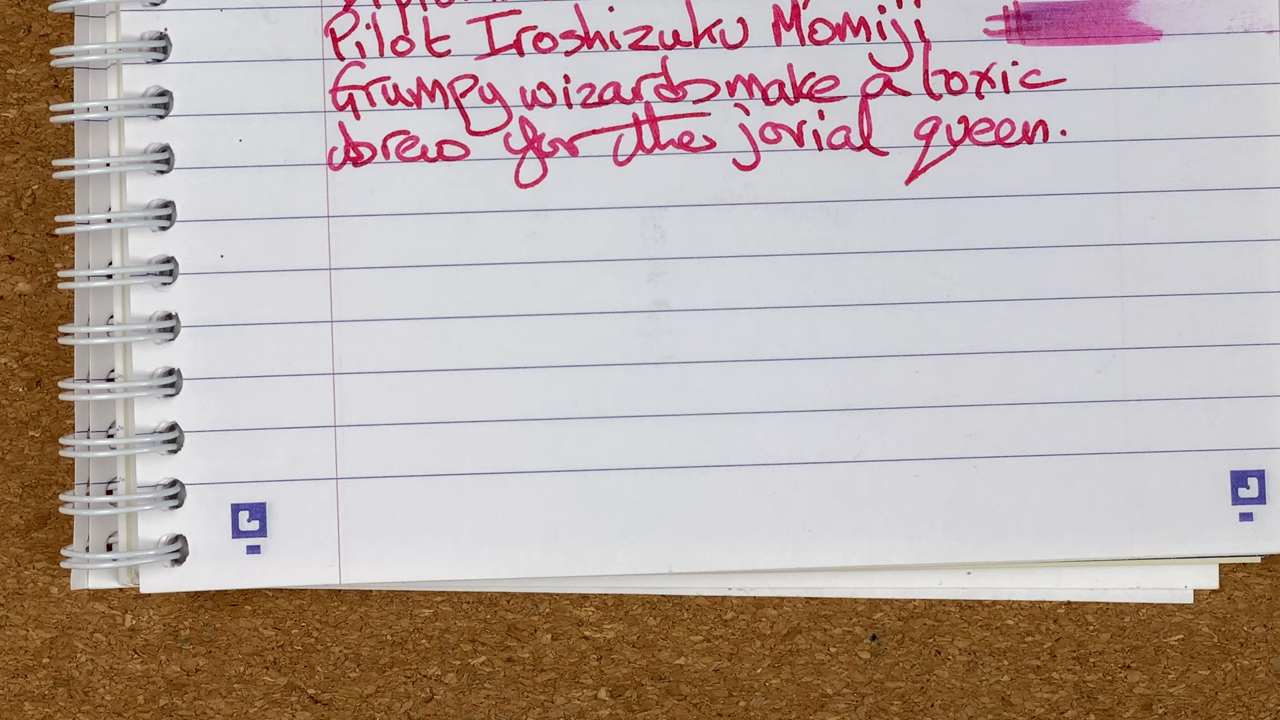 Pilot Iroshizuku Momiji
Grumpy wizards make a toxic
brew for the jovial queen.